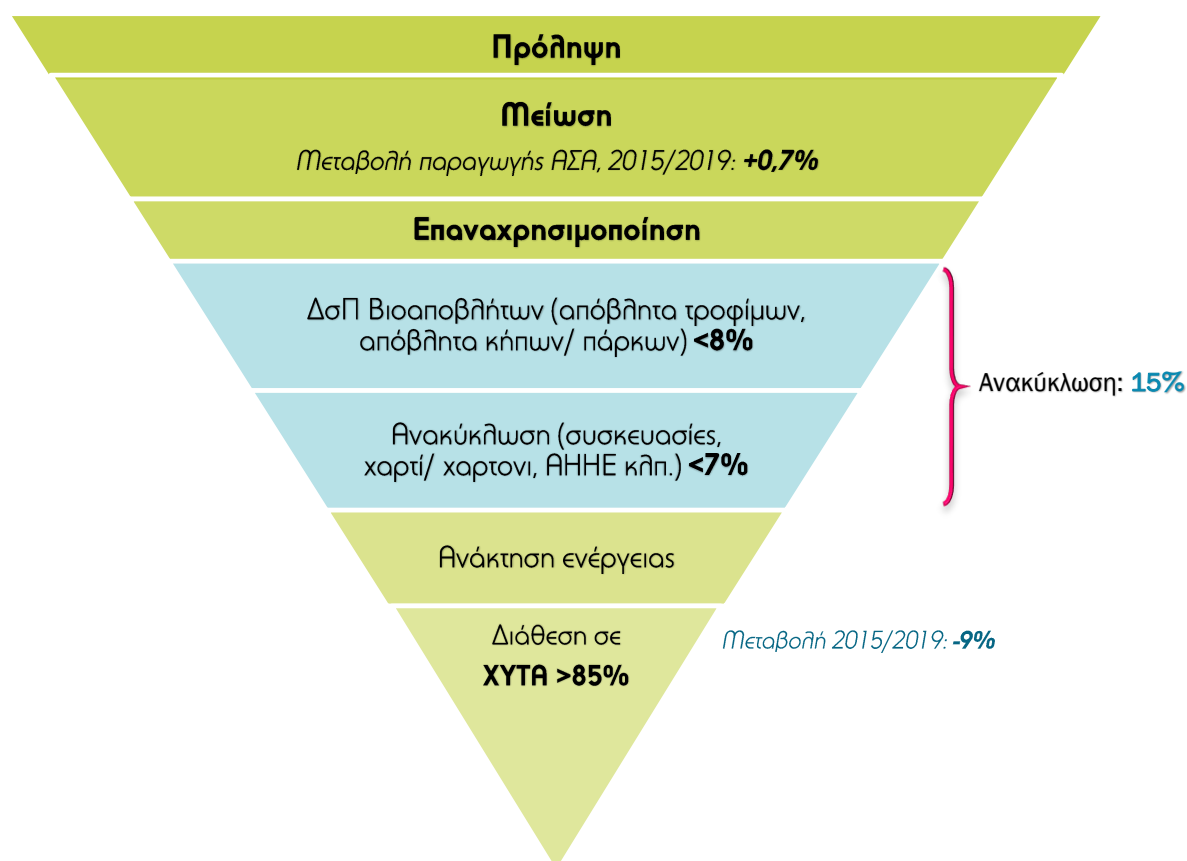 Πρόληψη
Μείωση
Μεταβολή παραγωγής ΑΣΑ, 2015/2019: +0,7%
Επαναχρησιμοποίηση
ΔσΠ Βιοαποβλήτων (απόβλητα τροφίμων,
απόβλητα κήπων/ πάρκων) <8%
Ανακύκλωση: 15%
Ανακύκλωση (συσκευασίες,
χαρτί/ χαρτονι, ΑΗΗΕ κλπ.) <7%
Ανάκτηση ενέργειας
Διάθεση σε
ΧΥΤΑ >85%
Μεταβολή 2015/2019: -9%